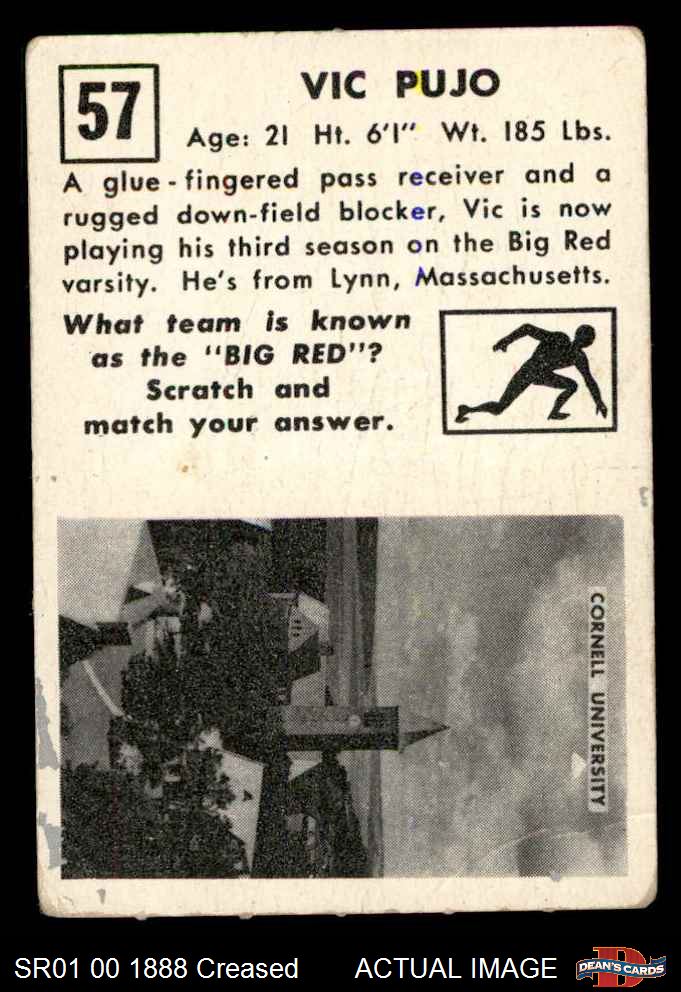 57
VIC PUJO
Age: 21 Ht. 6'1" Wt. 185 Lbs.
A glue-fingered pass receiver and a
rugged down-field blocker, Vic is now
playing his third season on the Big Red
varsity. He's from Lynn, Massachusetts.
What team is known
as the "BIG RED"?
Scratch and
match your answer.
CORNELL UNIVERSITY
SR01 00 1888 Creased
ACTUAL IMAGE
DEAN'S CARDS